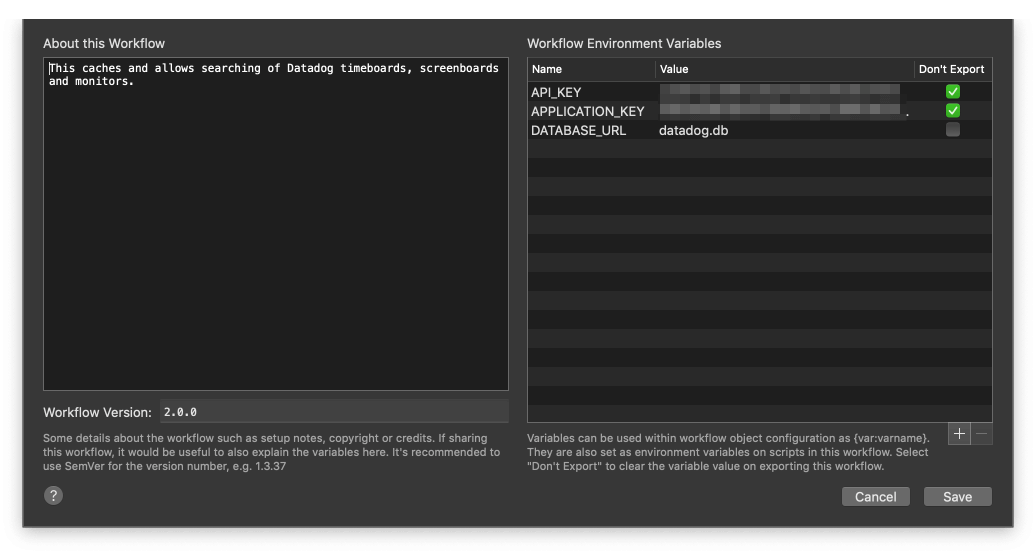 About this Workflow
This caches and allows searching of Datadog timeboards, screenboards
and monitors.
Workflow Version: 2.0.0
Some details about the workflow such as setup notes, copyright or credits. If sharing
this workflow, it would be useful to also explain the variables here. It's recommended to
use SemVer for the version number, e.g. 1.3.37
?
Workflow Environment Variables
Name Value Don't Export
API_KEY
APPLICATION_KEY
DATABASE_URL datadog.db
+ −
Variables can be used within workflow object configuration as {var:varname}.
They are also set as environment variables on scripts in this workflow. Select
"Don't Export" to clear the variable value on exporting this workflow.
Cancel Save